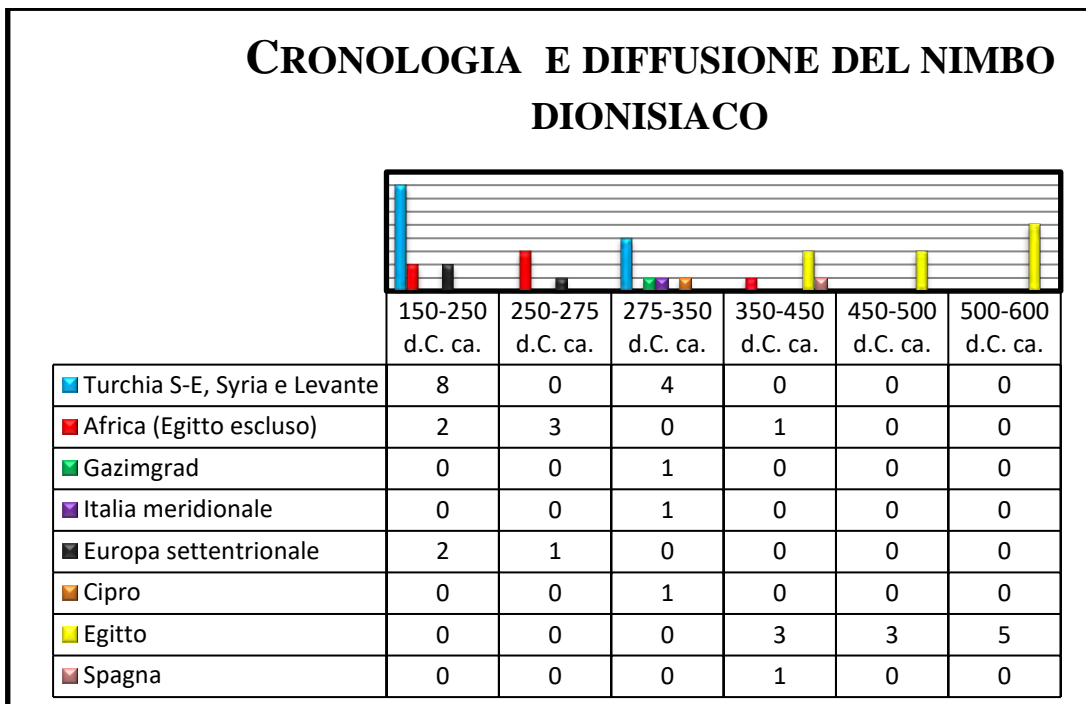 CRONOLOGIA E DIFFUSIONE DEL NIMBO
DIONISIACO
150-250 250-275 275-350 350-450 450-500 500-600
d.C. ca. d.C. ca. d.C. ca. d.C. ca. d.C. ca. d.C. ca.
Turchia S-E, Syria e Levante 8 0 4 0 0 0
Africa (Egitto escluso) 2 3 0 1 0 0
Gazimgrad 0 0 1 0 0 0
Italia meridionale 0 0 1 0 0 0
Europa settentrionale 2 1 0 0 0 0
Cipro 0 0 1 0 0 0
Egitto 0 0 0 3 3 5
Spagna 0 0 0 1 0 0